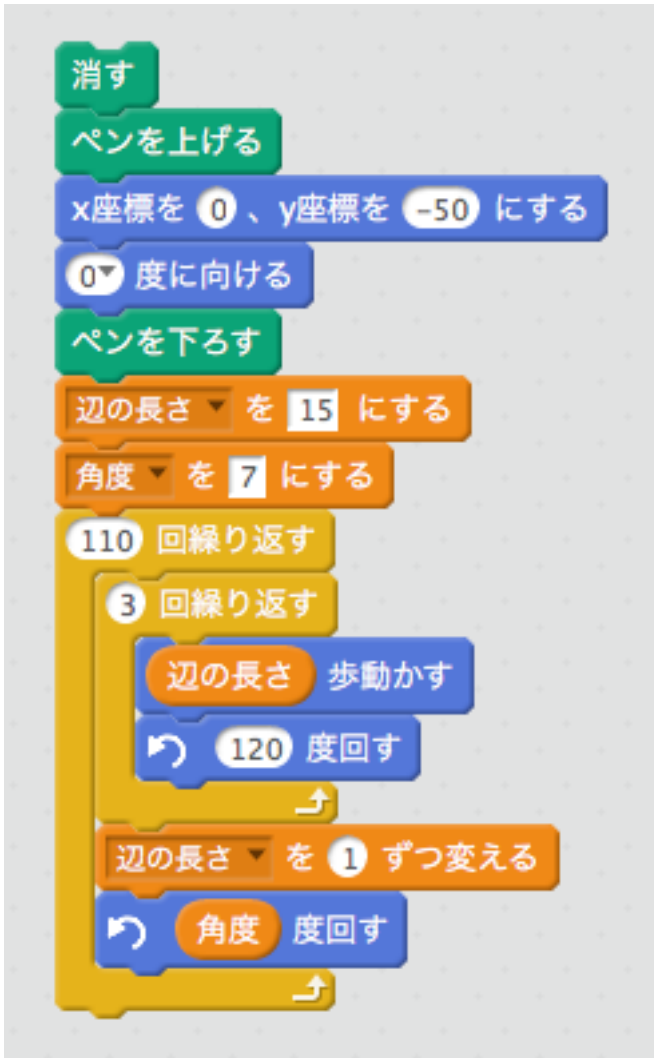 消す
ペンを上げる
x座標を 0 、y座標を -50 にする
0 度に向ける
ペンを下ろす
辺の長さ を 15 にする
角度 を 7 にする
110 回繰り返す
3 回繰り返す
辺の長さ 歩動かす
120 度回す
辺の長さ を 1 ずつ変える
角度 度回す